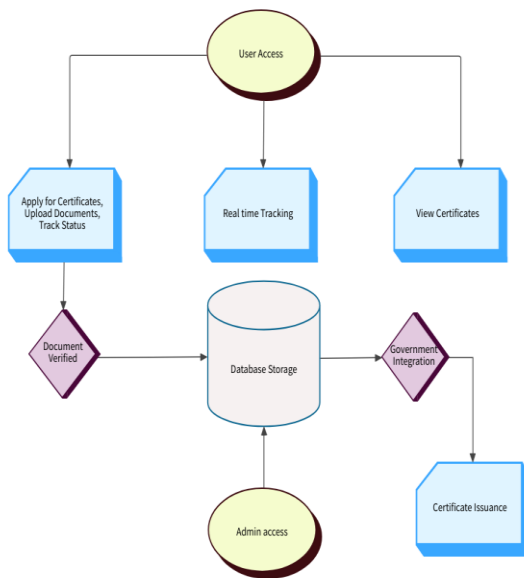 User Access
Apply for Certificates,
Upload Documents,
Track Status
Real time Tracking
View Certificates
Document
Verified
Database Storage
Government
Integration
Certificate Issuance
Admin access